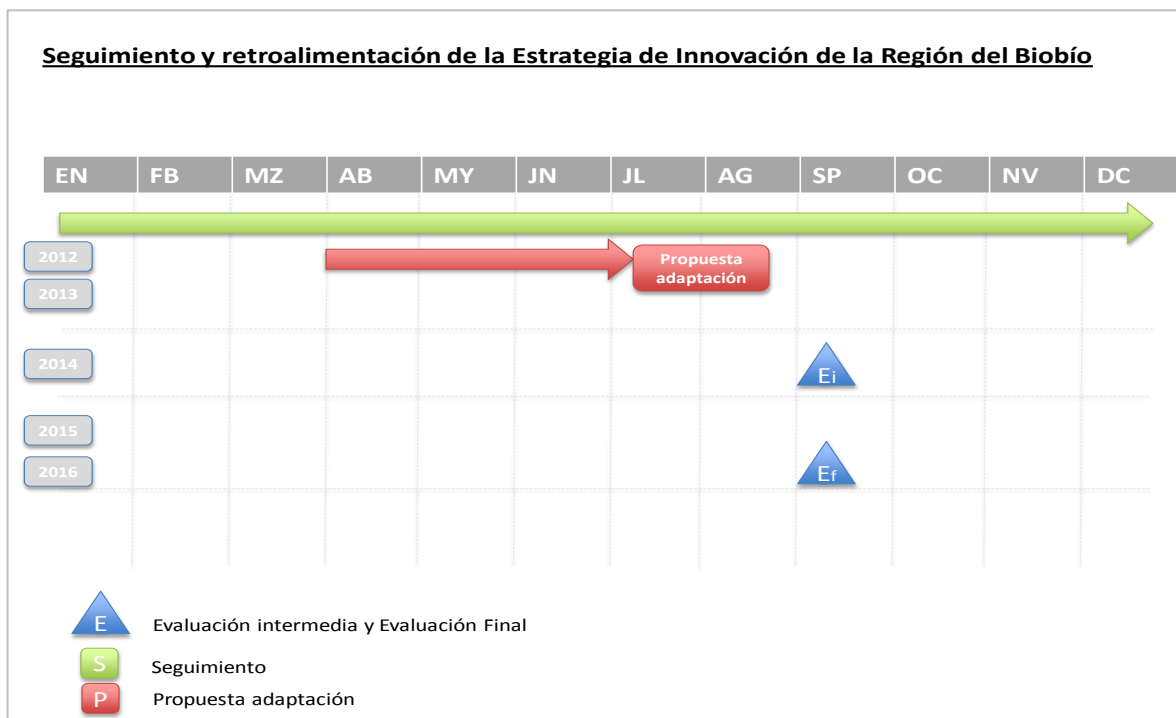 Seguimiento y retroalimentación de la Estrategia de Innovación de la Región del Biobío
EN FB MZ AB MY JN JL AG SP OC NV DC
2012
Propuesta
adaptación
2013
2014
Ei
2015
2016
Ef
E Evaluación intermedia y Evaluación Final
S Seguimiento
P Propuesta adaptación